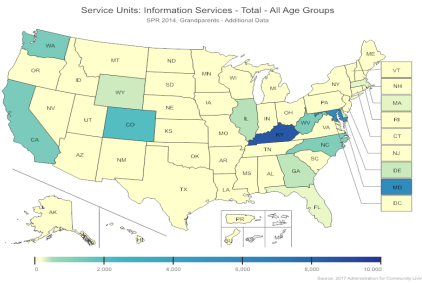 Service Units: Information Services - Total - All Age Groups
SPR 2014, Grandparents - Additional Data
WA
MT
ND
MN
ME
VT
OR
ID
SD
WI
MI
NY
NH
WY
MA
NE
IA
PA
RI
NV
UT
CO
IL
IN
OH
WV
VA
CT
CA
KS
MO
KY
NJ
AZ
NM
OK
AR
TN
NC
SC
DE
MS
AL
GA
MD
TX
LA
FL
DC
AK
HI
PR
GU
MP
0
2,000
4,000
6,000
8,000
10,000
Source: 2017 Administration for Community Livin